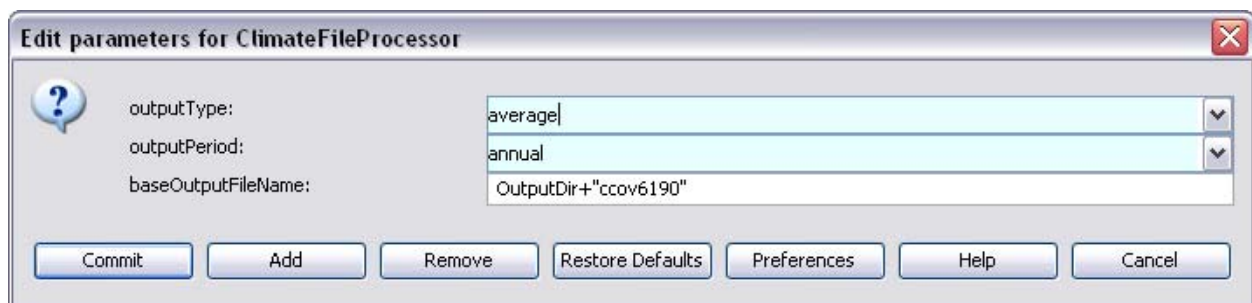 Edit parameters for ClimateFileProcessor
outputType: average
outputPeriod: annual
baseOutputFileName: OutputDir+"ccov6190"
Commit Add Remove Restore Defaults Preferences Help Cancel